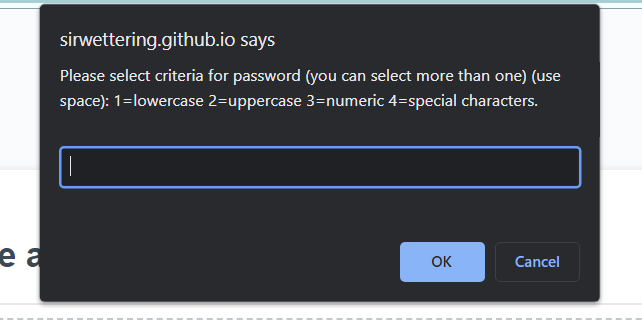 sirwettering.github.io says
Please select criteria for password (you can select more than one) (use
space): 1=lowercase 2=uppercase 3=numeric 4=special characters.
e a
OK
Cancel